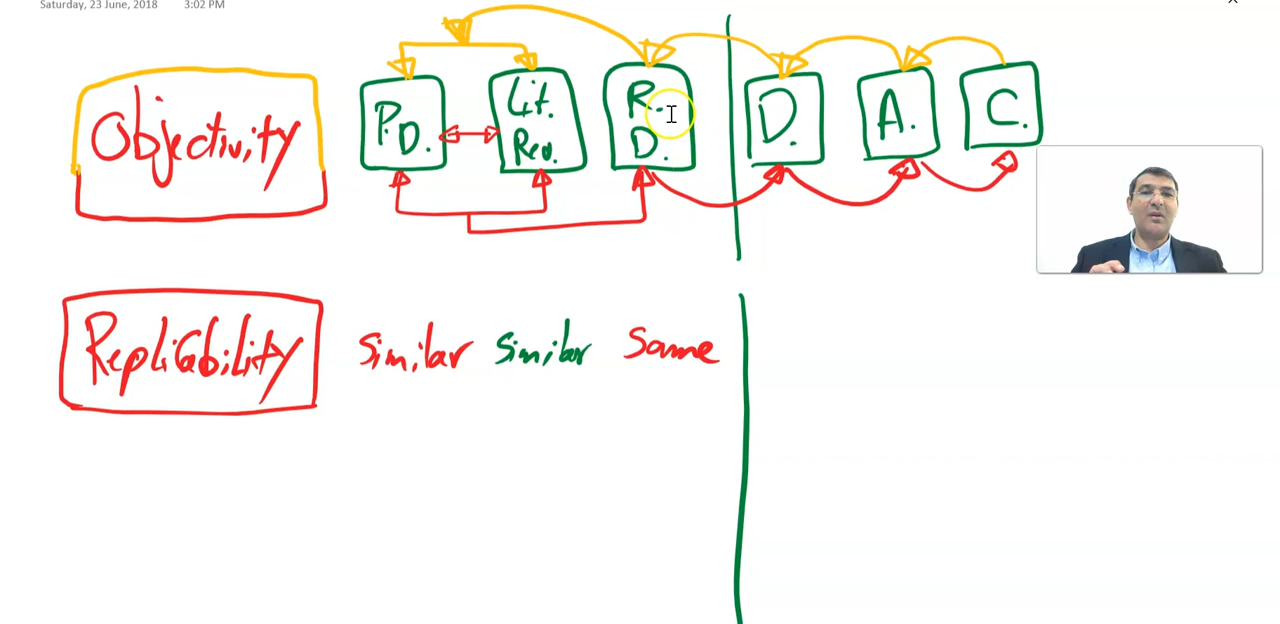 Saturday, 23 June, 2018 3:02 PM
Objectivity
P.D.
Lit. Rev.
R. D.
D.
A.
C.
Replicability
Similar Similar Same